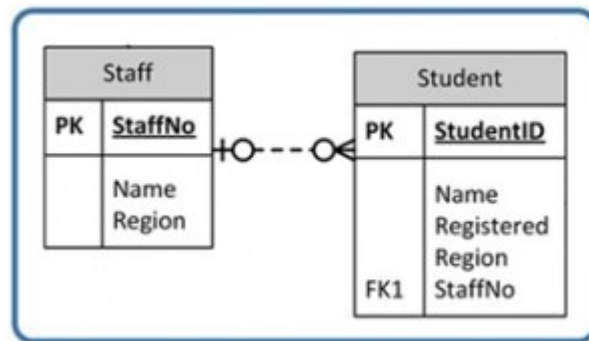 Staff
PK StaffNo
Name
Region
Student
PK StudentID
Name
Registered
Region
FK1 StaffNo